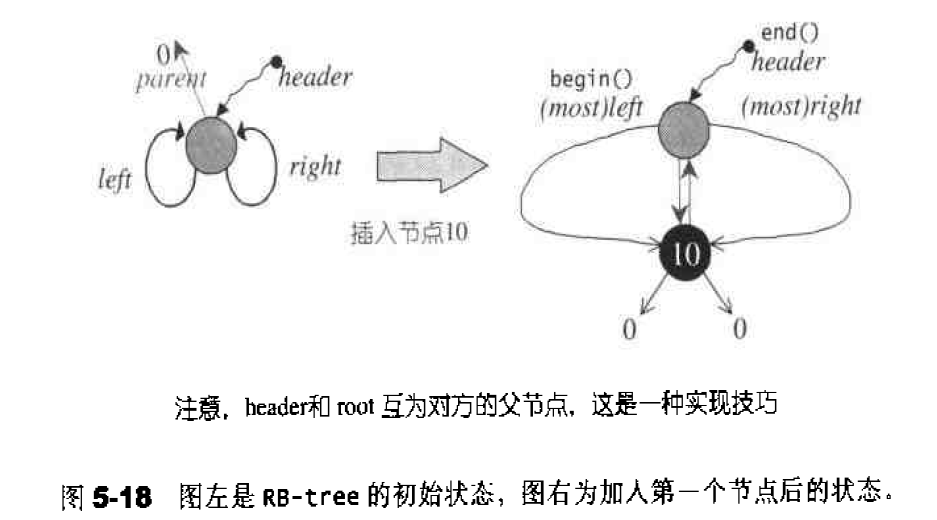 0
parent
header
left
right
插入节点10
end()
header
begin()
(most)left
(most)right
10
0
0
注意，header和 root 互为对方的父节点，这是一种实现技巧
图 5-18 图左是 RB-tree 的初始状态，图右为加入第一个节点后的状态。